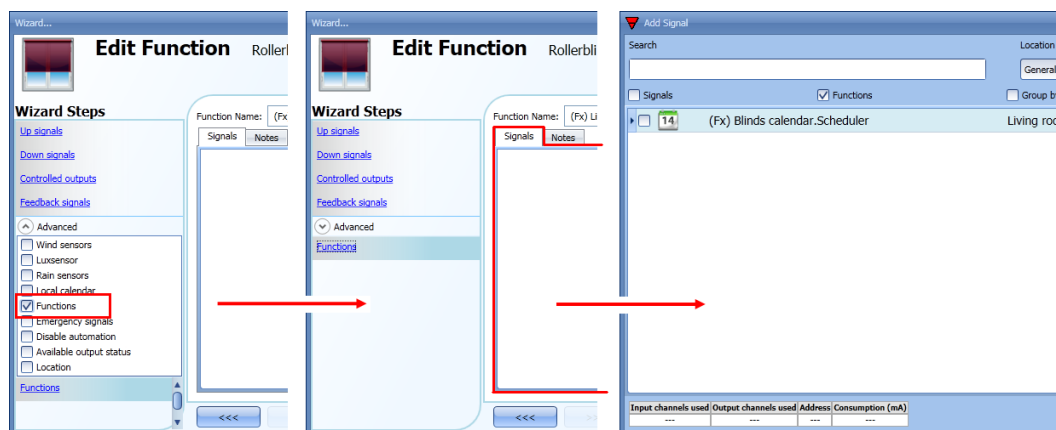 Wizard...
Edit Function Rollerl
Wizard Steps
Up signals
Down signals
Controlled outputs
Feedback signals
Advanced
Wind sensors
Luxsensor
Rain sensors
Local calendar
Functions
Emergency signals
Disable automation
Available output status
Location
Functions
Function Name: (Fx
Signals Notes
<<<
Wizard...
Edit Function Rollerbli
Wizard Steps
Up signals
Down signals
Controlled outputs
Feedback signals
Advanced
Functions
Function Name: (Fx) Li
Signals Notes
<<<
Add Signal
Search Location
General
Signals Functions Group b
14 (Fx) Blinds calendar.Scheduler Living roo
Input channels used Output channels used Address Consumption (mA)
--- --- --- ---